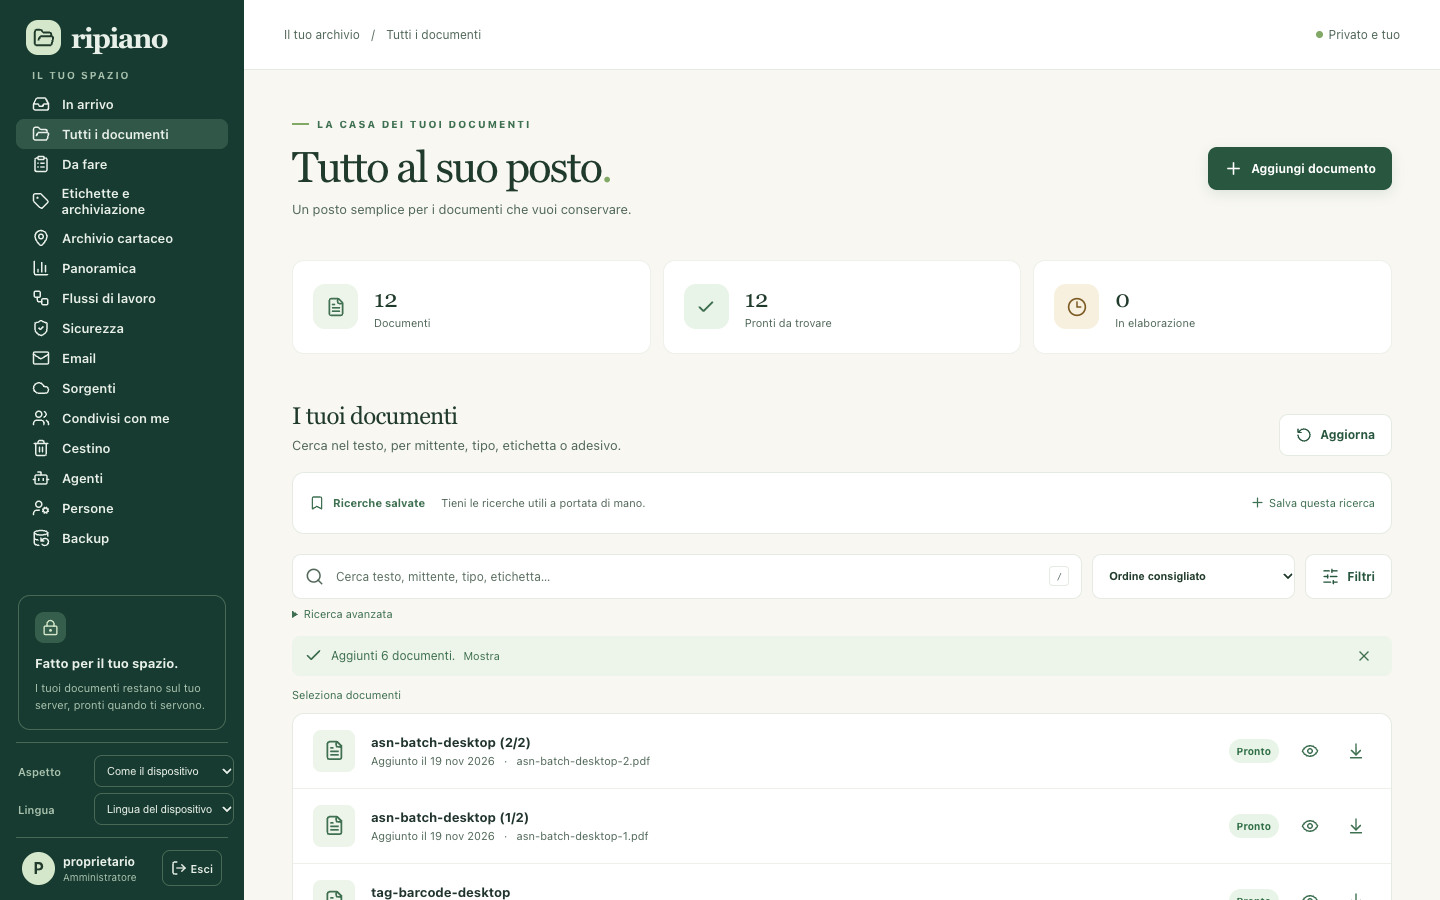 ripiano
IL TUO SPAZIO
In arrivo
Tutti i documenti
Da fare
Etichette e
archiviazione
Archivio cartaceo
Panoramica
Flussi di lavoro
Sicurezza
Email
Sorgenti
Condivisi con me
Cestino
Agenti
Persone
Backup
Fatto per il tuo spazio.
I tuoi documenti restano sul tuo
server, pronti quando ti servono.
Aspetto Come il dispositivo
Lingua Lingua del dispositivo
P proprietario
Amministratore
Esci
Il tuo archivio / Tutti i documenti
Privato e tuo
LA CASA DEI TUOI DOCUMENTI
Tutto al suo posto.
Un posto semplice per i documenti che vuoi conservare.
Aggiungi documento
12
Documenti
12
Pronti da trovare
0
In elaborazione
I tuoi documenti
Cerca nel testo, per mittente, tipo, etichetta o adesivo.
Aggiorna
Ricerche salvate Tieni le ricerche utili a portata di mano.
Salva questa ricerca
Cerca testo, mittente, tipo, etichetta... /
Ordine consigliato
Filtri
Ricerca avanzata
Aggiunti 6 documenti. Mostra
Seleziona documenti
asn-batch-desktop (2/2)
Aggiunto il 19 nov 2026 · asn-batch-desktop-2.pdf
Pronto
asn-batch-desktop (1/2)
Aggiunto il 19 nov 2026 · asn-batch-desktop-1.pdf
Pronto
tag-barcode-desktop
Pronto